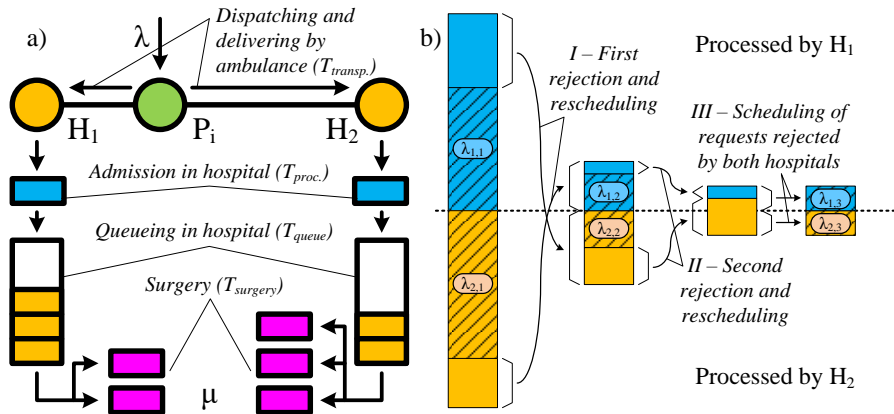 a)
λ
Dispatching and
delivering by
ambulance (T_transp.)
H₁
Pᵢ
H₂
Admission in hospital (T_proc.)
Queueing in hospital (T_queue)
Surgery (T_surgery)
μ
b)
Processed by H₁
I – First
rejection and
rescheduling
III – Scheduling of
requests rejected
by both hospitals
λ₁,₁
λ₁,₂
λ₁,₃
λ₂,₁
λ₂,₂
λ₂,₃
II – Second
rejection and
rescheduling
Processed by H₂